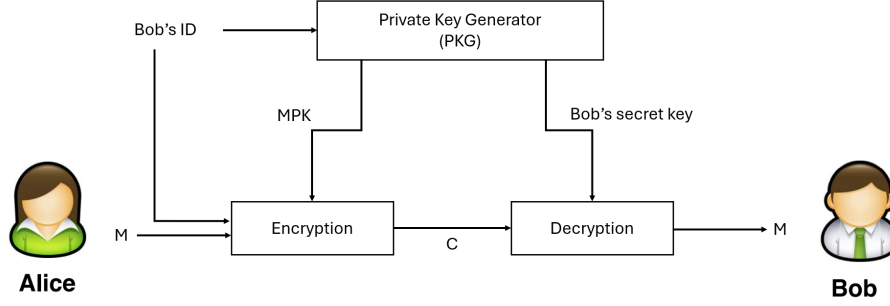 Private Key Generator
(PKG)
Bob's ID
MPK
Bob's secret key
Encryption
Decryption
M
C
M
Alice
Bob